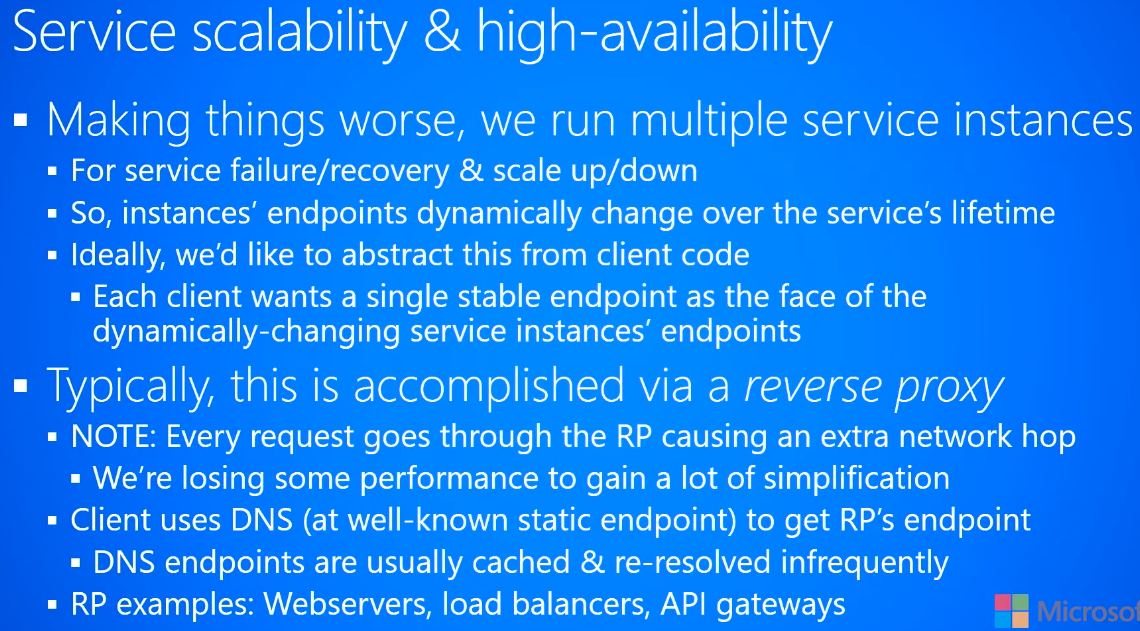 Service scalability & high-availability
▪ Making things worse, we run multiple service instances
▪ For service failure/recovery & scale up/down
▪ So, instances’ endpoints dynamically change over the service’s lifetime
▪ Ideally, we’d like to abstract this from client code
▪ Each client wants a single stable endpoint as the face of the
dynamically-changing service instances’ endpoints
▪ Typically, this is accomplished via a reverse proxy
▪ NOTE: Every request goes through the RP causing an extra network hop
▪ We’re losing some performance to gain a lot of simplification
▪ Client uses DNS (at well-known static endpoint) to get RP’s endpoint
▪ DNS endpoints are usually cached & re-resolved infrequently
▪ RP examples: Webservers, load balancers, API gateways
Microsof